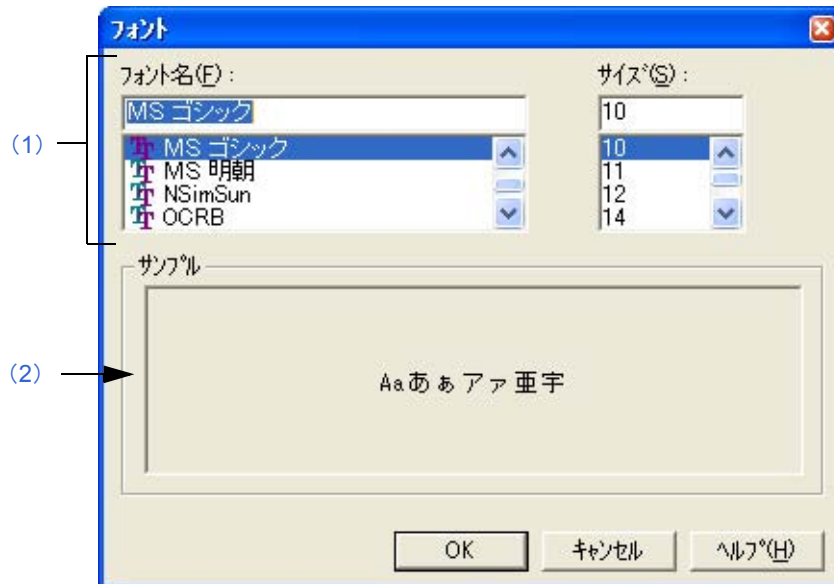 フォント
フォント名(F) :
サイズ(S) :
MS ゴシック
10
(1)
MS ゴシック
MS 明朝
NSimSun
OCRB
10
11
12
14
サンプル
(2)
Aaあぁアァ亜宇
OK
キャンセル
ヘルプ(H)